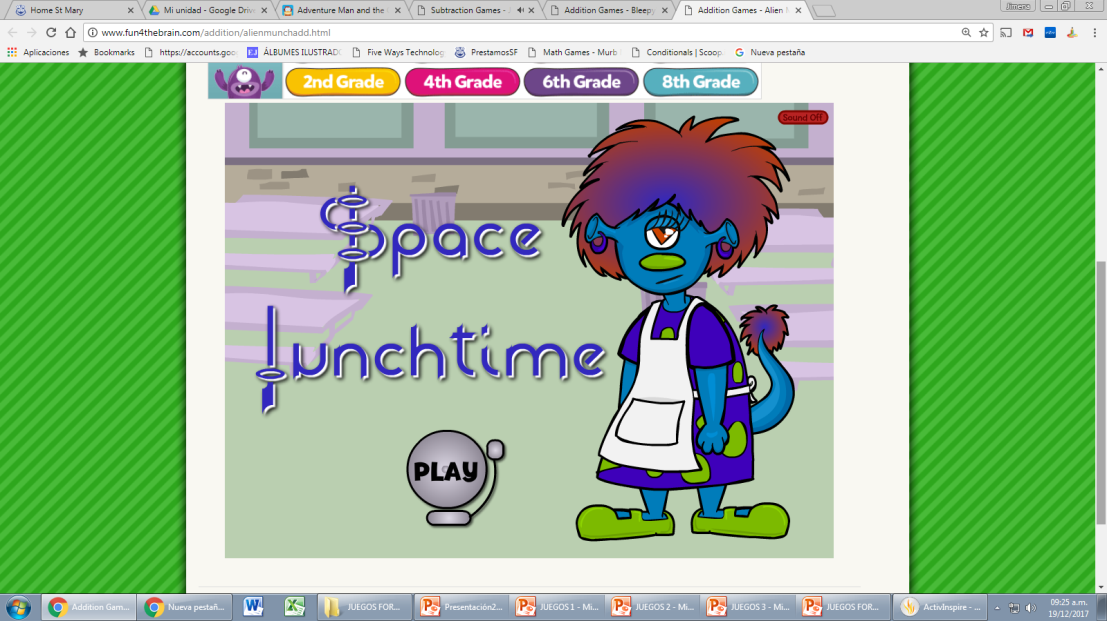 Jimena
Home St Mary
Mi unidad - Google Drive
Adventure Man and the
Subtraction Games -
Addition Games - Bleepy
Addition Games - Alien M
www.fun4thebrain.com/addition/alienmunchadd.html
Aplicaciones
Bookmarks
https://accounts.goo
ÁLBUMES ILUSTRADO
Five Ways Technolog
PrestamosSF
Math Games - Murb
Conditionals | Scoop
Nueva pestaña
2nd Grade
4th Grade
6th Grade
8th Grade
Sound Off
Space
Lunchtime
PLAY
Addition Gam...
Nueva pestañ...
JUEGOS FOR...
Presentación2...
JUEGOS 1 - Mi...
JUEGOS 2 - Mi...
JUEGOS 3 - Mi...
JUEGOS FOR...
ActivInspire - ...
09:25 a.m.
19/12/2017